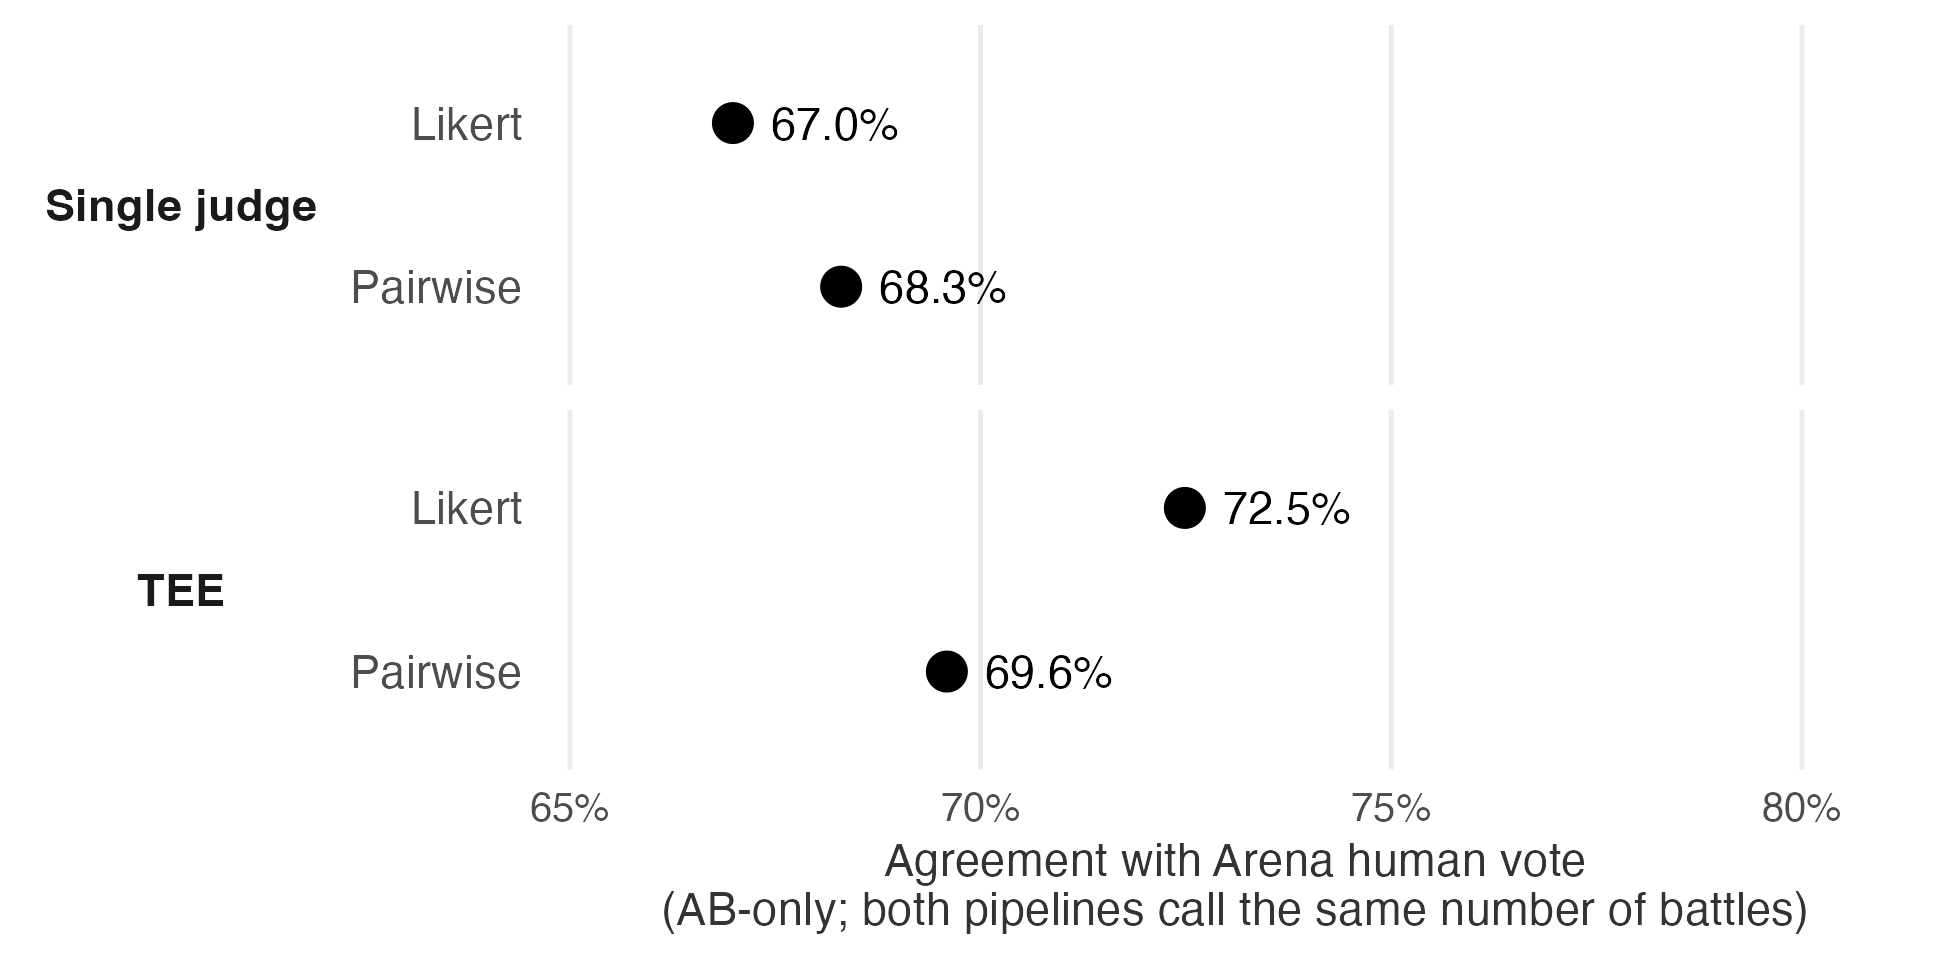 Likert
67.0%
Single judge
Pairwise
68.3%
Likert
72.5%
TEE
Pairwise
69.6%
65% 70% 75% 80%
Agreement with Arena human vote
(AB-only; both pipelines call the same number of battles)